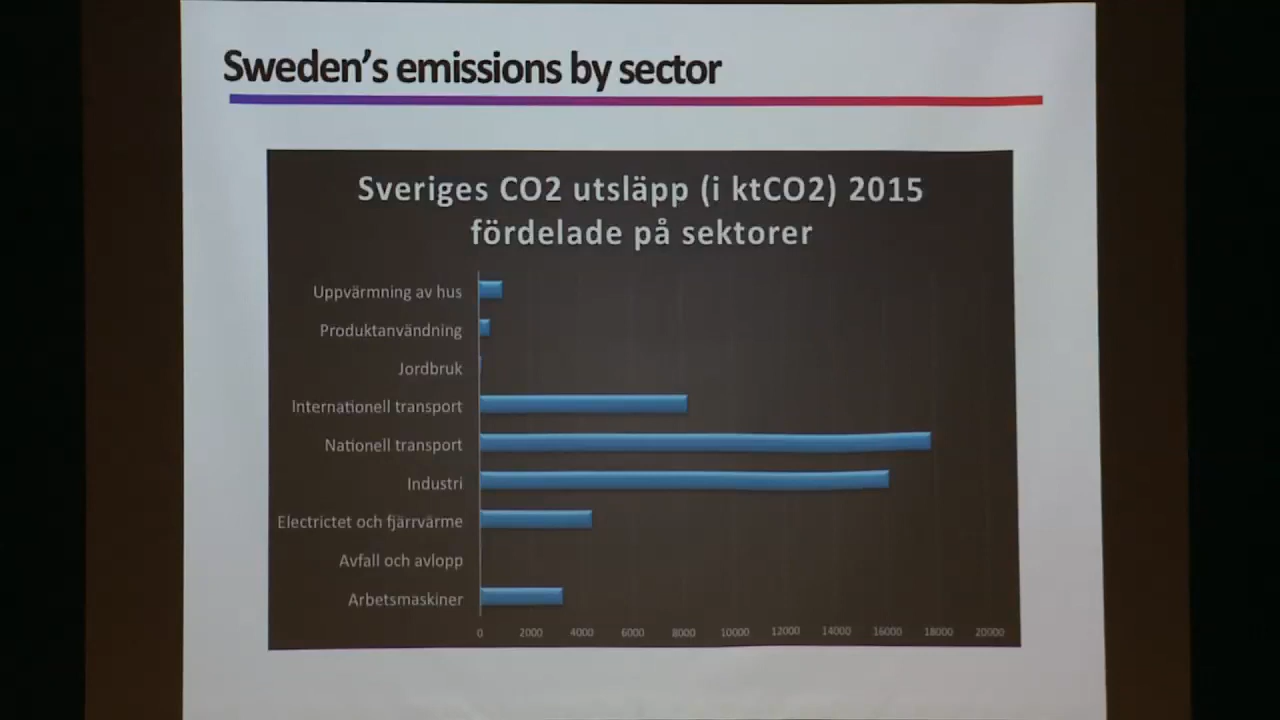 Sweden's emissions by sector
Sveriges CO2 utsläpp (i ktCO2) 2015
fördelade på sektorer
Uppvärmning av hus
Produktanvändning
Jordbruk
Internationell transport
Nationell transport
Industri
Electrictet och fjärrvärme
Avfall och avlopp
Arbetsmaskiner
0 2000 4000 6000 8000 10000 12000 14000 16000 18000 20000